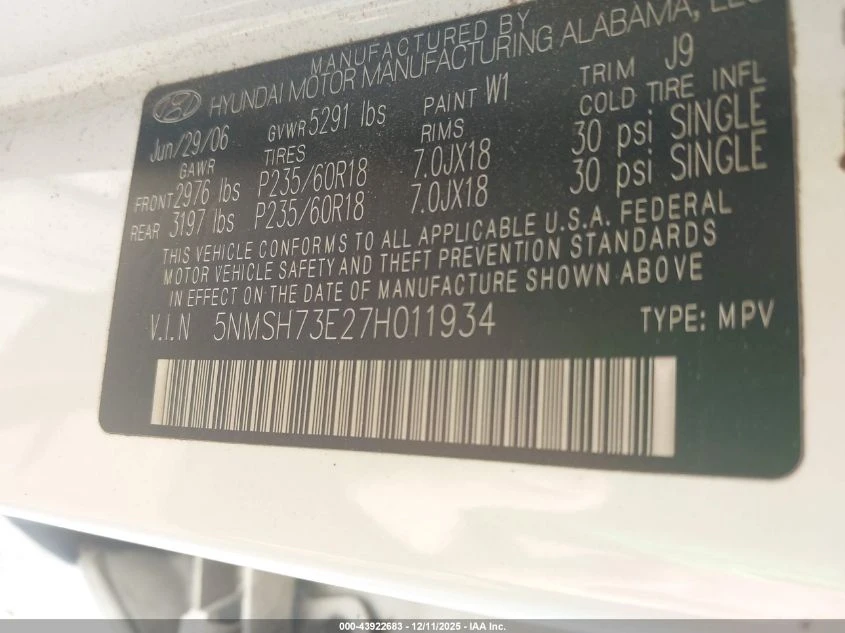 MANUFACTURED BY
HYUNDAI MOTOR MANUFACTURING ALABAMA, LLC
Jun/29/06 GVWR 5291 lbs PAINT W1 TRIM J9
GAWR TIRES RIMS COLD TIRE INFL
FRONT 2976 lbs P235/60R18 7.0JX18 30 psi SINGLE
REAR 3197 lbs P235/60R18 7.0JX18 30 psi SINGLE
THIS VEHICLE CONFORMS TO ALL APPLICABLE U.S.A. FEDERAL
MOTOR VEHICLE SAFETY AND THEFT PREVENTION STANDARDS
IN EFFECT ON THE DATE OF MANUFACTURE SHOWN ABOVE
V.I.N 5NMSH73E27H011934 TYPE: MPV
000-43922683 - 12/11/2025 - IAA Inc.